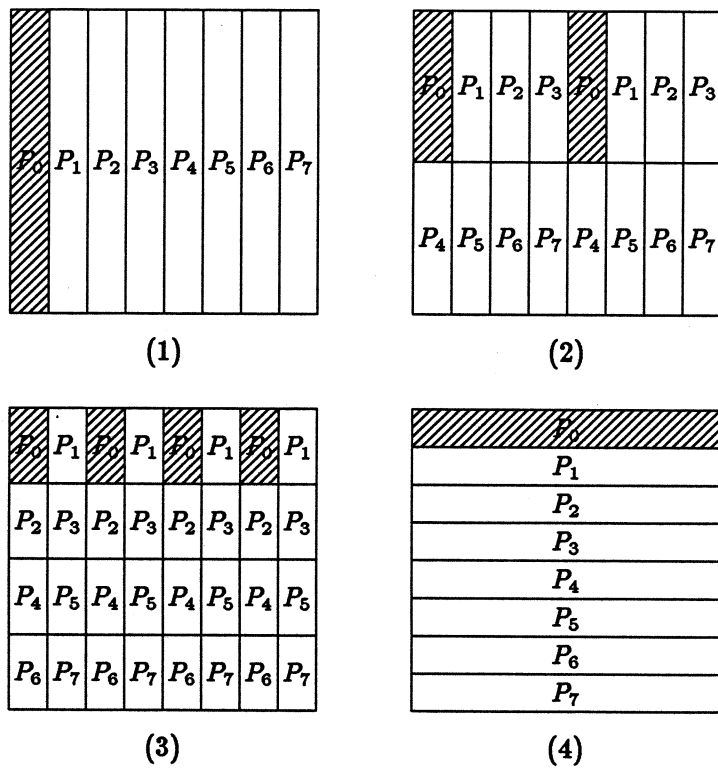 P₀ P₁ P₂ P₃ P₄ P₅ P₆ P₇
(1)
P₀ P₁ P₂ P₃ P₀ P₁ P₂ P₃
P₄ P₅ P₆ P₇ P₄ P₅ P₆ P₇
(2)
P₀ P₁ P₀ P₁ P₀ P₁ P₀ P₁
P₂ P₃ P₂ P₃ P₂ P₃ P₂ P₃
P₄ P₅ P₄ P₅ P₄ P₅ P₄ P₅
P₆ P₇ P₆ P₇ P₆ P₇ P₆ P₇
(3)
P₀
P₁
P₂
P₃
P₄
P₅
P₆
P₇
(4)